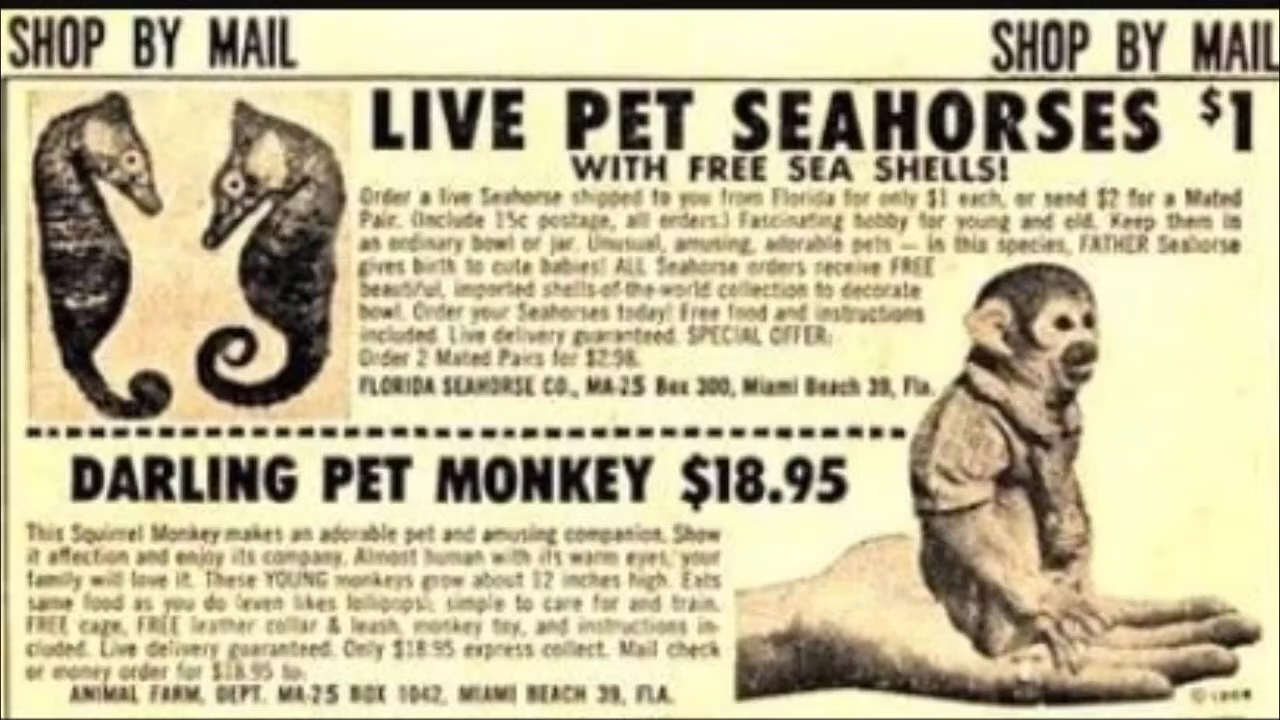 SHOP BY MAIL
SHOP BY MAIL
LIVE PET SEAHORSES $1
WITH FREE SEA SHELLS!
Order a live Seahorse shipped to you from Florida for only $1 each, or send $2 for a Mated
Pair. (Include 15c postage, all orders.) Fascinating hobby for young and old. Keep them in
an ordinary bowl or jar. Unusual, amusing, adorable pets — in this species, FATHER Seahorse
gives birth to cute babies! ALL Seahorse orders receive FREE
beautiful, imported shells-of-the-world collection to decorate
bowl. Order your Seahorses today! Free food and instructions
included. Live delivery guaranteed. SPECIAL OFFER:
Order 2 Mated Pairs for $2.98.
FLORIDA SEAHORSE CO., MA-25 Box 300, Miami Beach 39, Fla.
DARLING PET MONKEY $18.95
This Squirrel Monkey makes an adorable pet and amusing companion. Show
it affection and enjoy its company. Almost human with its warm eyes, your
family will love it. These YOUNG monkeys grow about 12 inches high. Eats
same food as you do (even likes lollipops); simple to care for and train.
FREE cage, FREE leather collar & leash, monkey toy, and instructions in-
cluded. Live delivery guaranteed. Only $18.95 express collect. Mail check
or money order for $18.95 to:
ANIMAL FARM, DEPT. MA-25 BOX 1042, MIAMI BEACH 39, FLA.